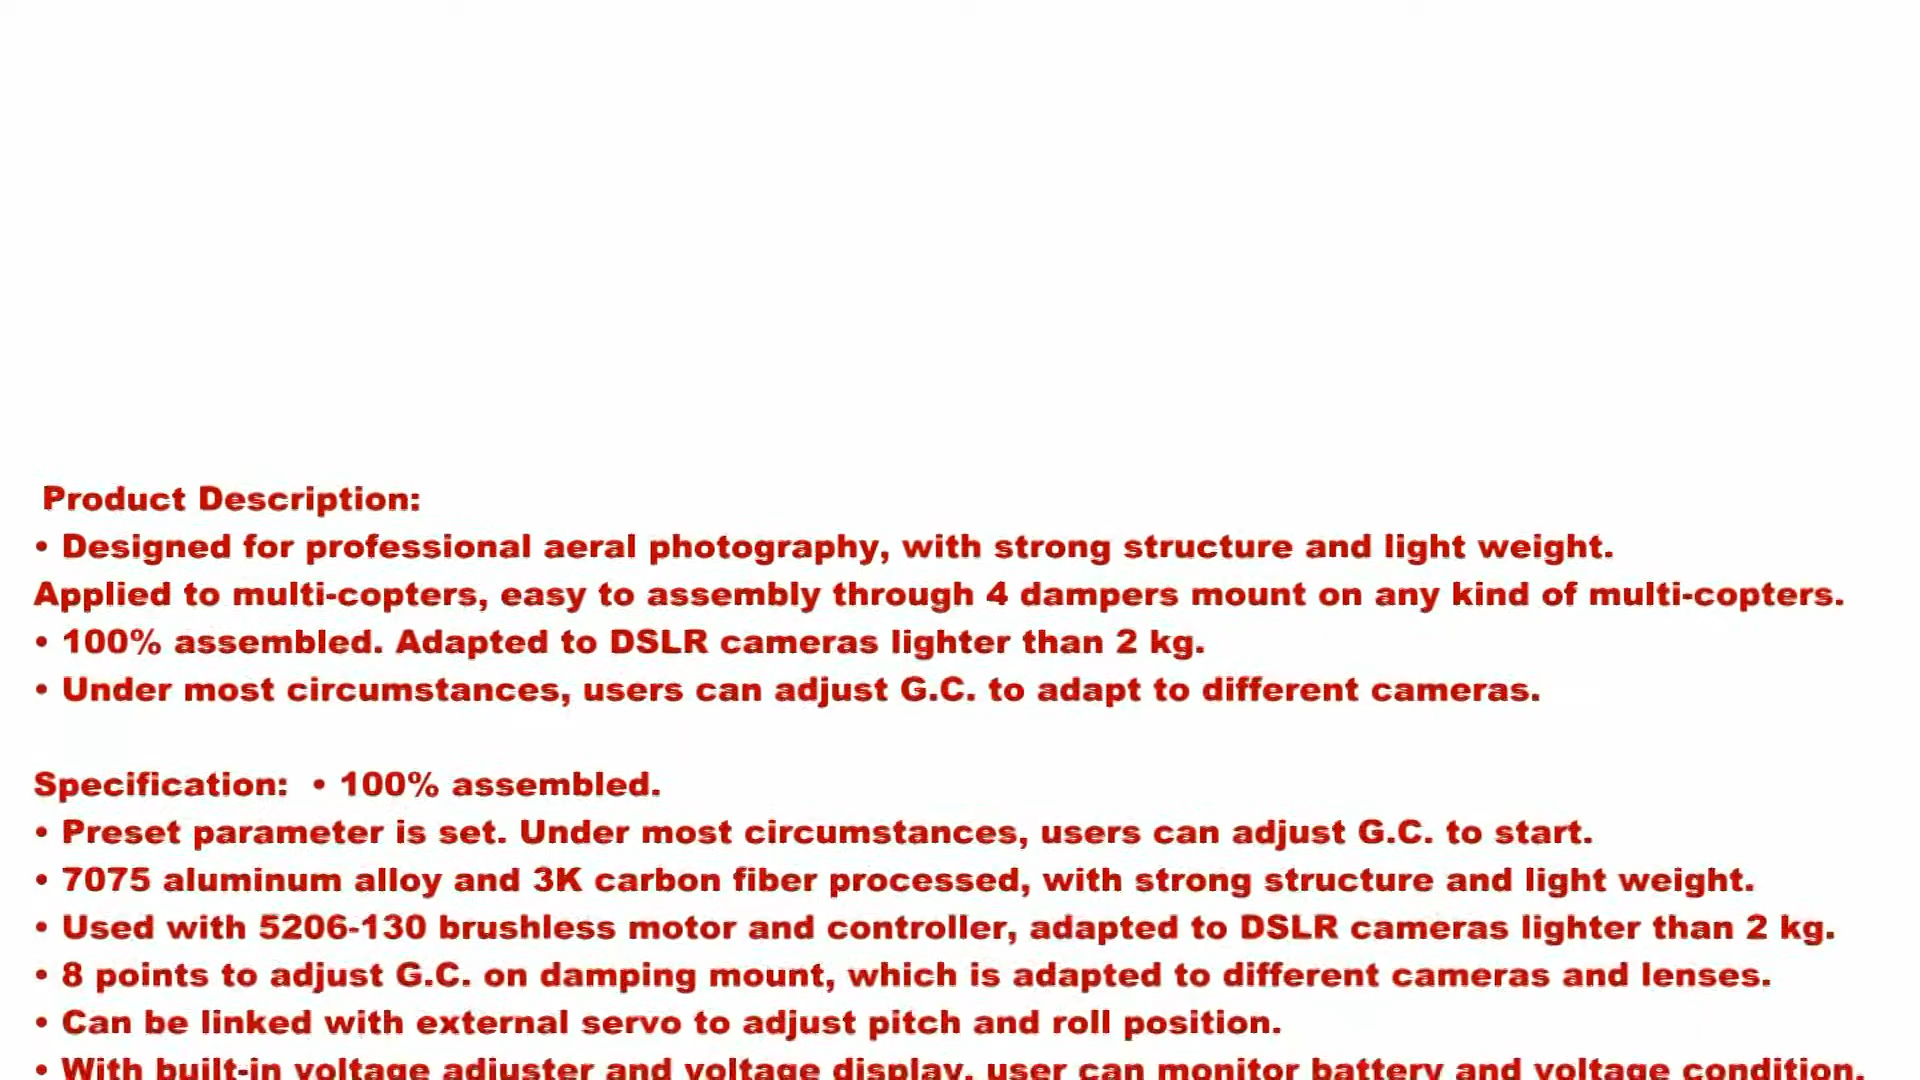 Product Description:
• Designed for professional aeral photography, with strong structure and light weight.
Applied to multi-copters, easy to assembly through 4 dampers mount on any kind of multi-copters.
• 100% assembled. Adapted to DSLR cameras lighter than 2 kg.
• Under most circumstances, users can adjust G.C. to adapt to different cameras.
Specification:  • 100% assembled.
• Preset parameter is set. Under most circumstances, users can adjust G.C. to start.
• 7075 aluminum alloy and 3K carbon fiber processed, with strong structure and light weight.
• Used with 5206-130 brushless motor and controller, adapted to DSLR cameras lighter than 2 kg.
• 8 points to adjust G.C. on damping mount, which is adapted to different cameras and lenses.
• Can be linked with external servo to adjust pitch and roll position.
• With built-in voltage adjuster and voltage display, user can monitor battery and voltage condition.